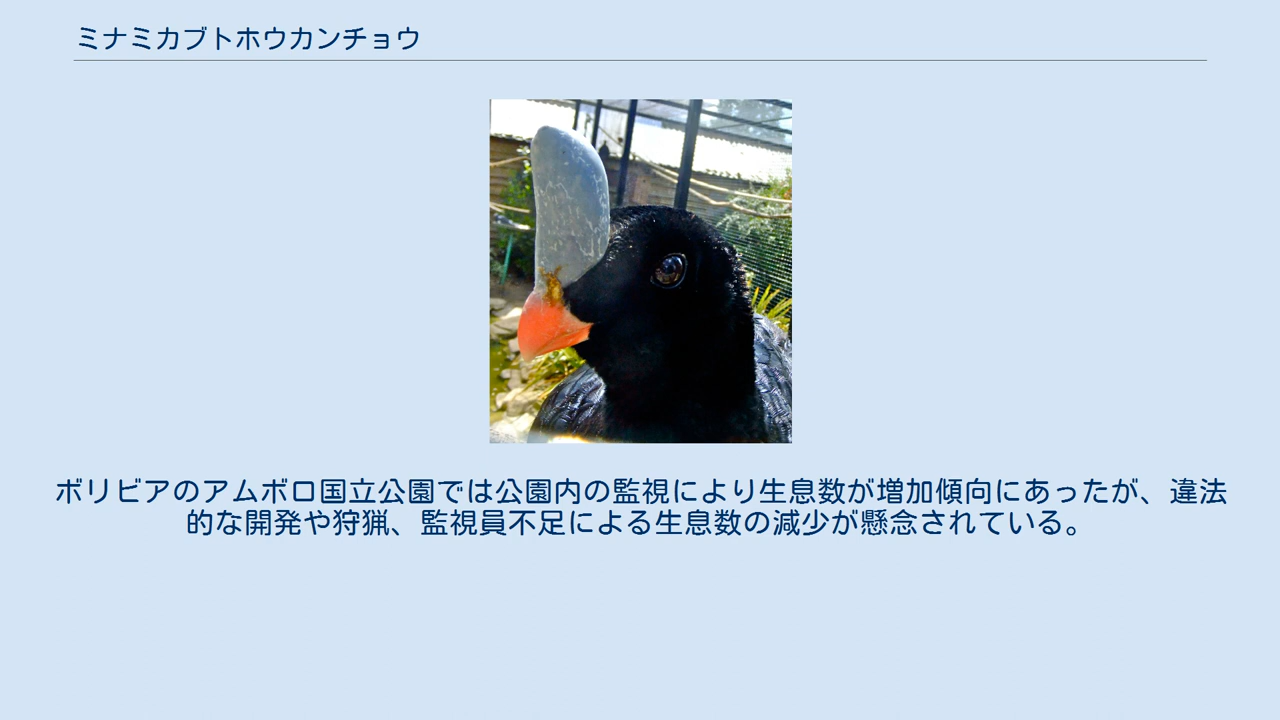 ミナミカブトホウカンチョウ
ボリビアのアムボロ国立公園では公園内の監視により生息数が増加傾向にあったが、違法
的な開発や狩猟、監視員不足による生息数の減少が懸念されている。